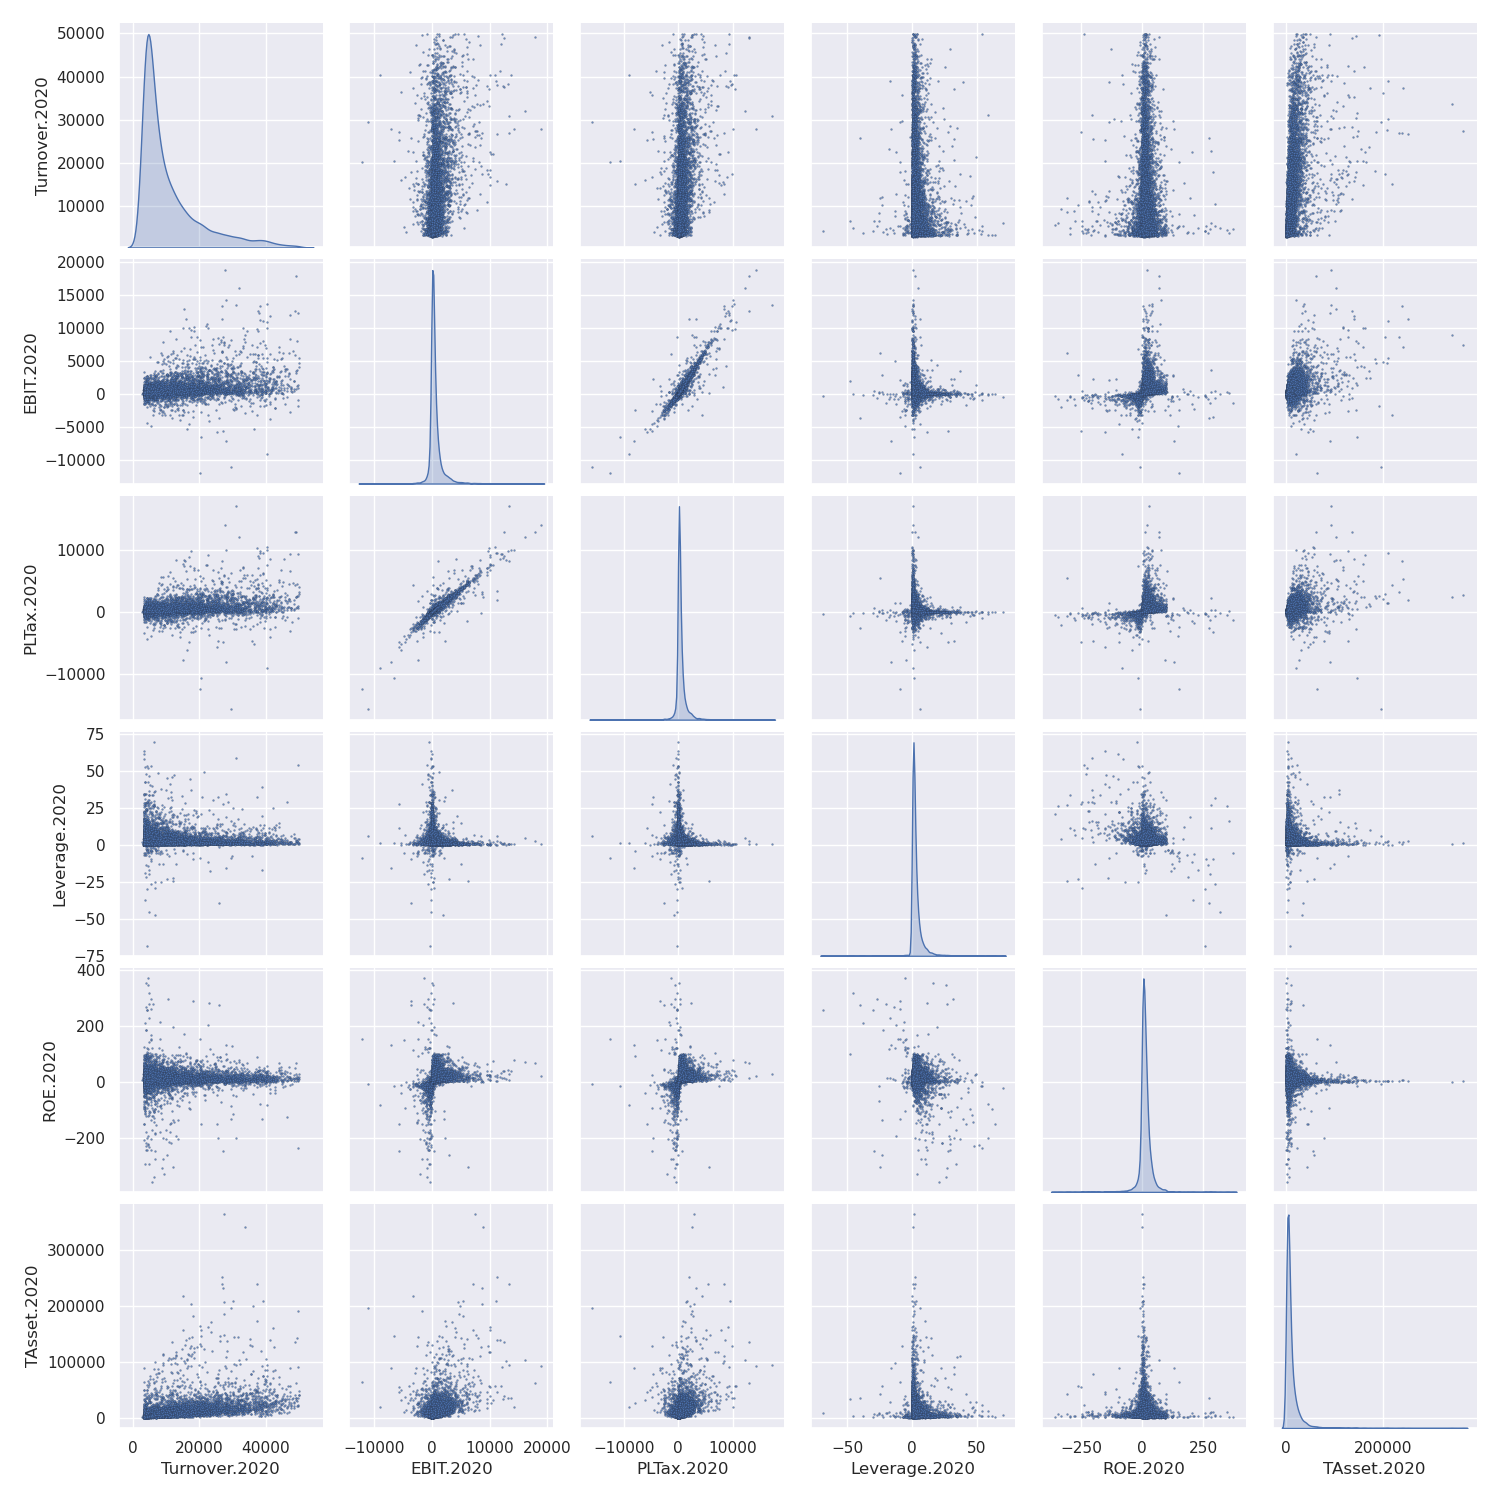 50000
40000
30000
20000
10000
Turnover.2020
20000
15000
10000
5000
0
−5000
−10000
EBIT.2020
10000
0
−10000
PLTax.2020
75
50
25
0
−25
−50
−75
Leverage.2020
400
200
0
−200
ROE.2020
300000
200000
100000
0
TAsset.2020
0 20000 40000
−10000 0 10000 20000
−10000 0 10000
−50 0 50
−250 0 250
0 200000
Turnover.2020
EBIT.2020
PLTax.2020
Leverage.2020
ROE.2020
TAsset.2020